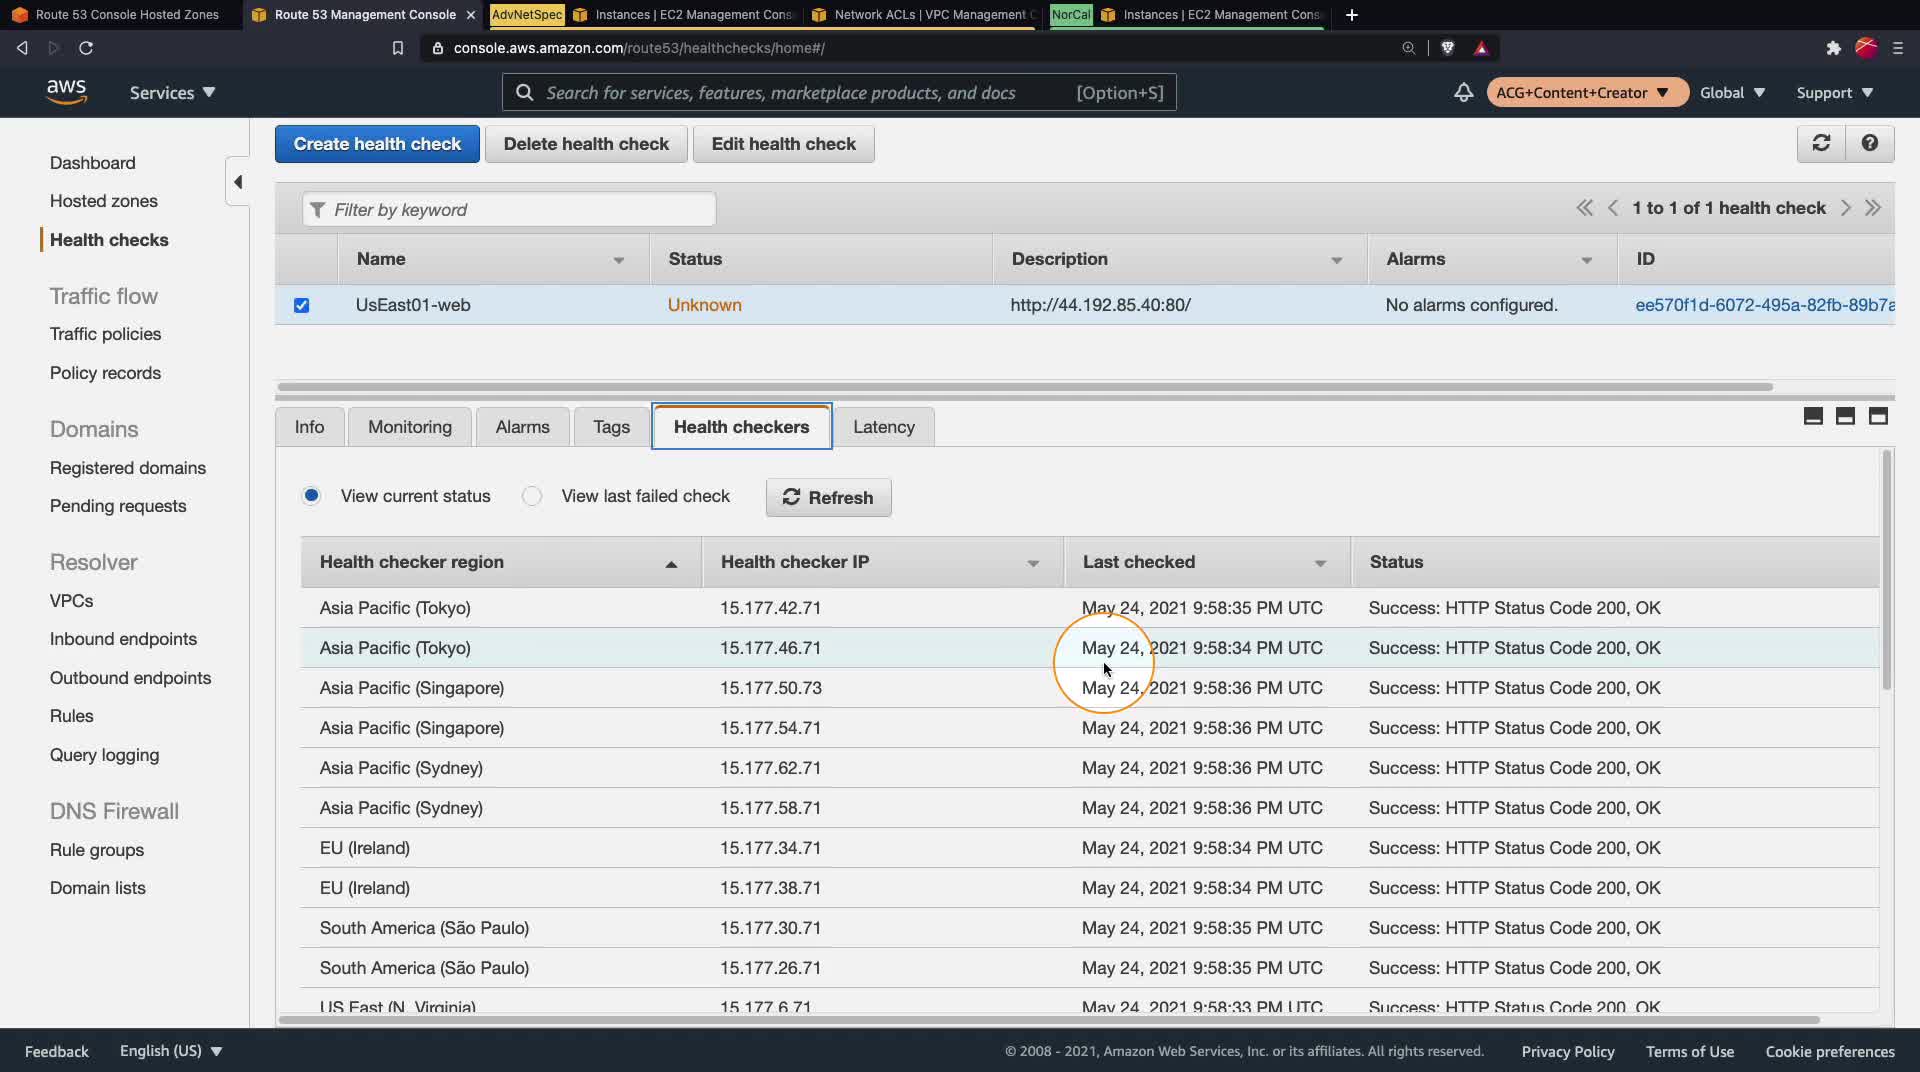 Route 53 Console Hosted Zones
Route 53 Management Console
AdvNetSpec
Instances | EC2 Management Cons
Network ACLs | VPC Management C
NorCal
Instances | EC2 Management Cons
console.aws.amazon.com/route53/healthchecks/home#/
aws
Services
Search for services, features, marketplace products, and docs
[Option+S]
ACG+Content+Creator
Global
Support
Dashboard
Hosted zones
Health checks
Traffic flow
Traffic policies
Policy records
Domains
Registered domains
Pending requests
Resolver
VPCs
Inbound endpoints
Outbound endpoints
Rules
Query logging
DNS Firewall
Rule groups
Domain lists
Create health check
Delete health check
Edit health check
Filter by keyword
1 to 1 of 1 health check
Name Status Description Alarms ID
UsEast01-web Unknown http://44.192.85.40:80/ No alarms configured. ee570f1d-6072-495a-82fb-89b7a
Info Monitoring Alarms Tags Health checkers Latency
View current status View last failed check Refresh
Health checker region Health checker IP Last checked Status
Asia Pacific (Tokyo) 15.177.42.71 May 24, 2021 9:58:35 PM UTC Success: HTTP Status Code 200, OK
Asia Pacific (Tokyo) 15.177.46.71 May 24, 2021 9:58:34 PM UTC Success: HTTP Status Code 200, OK
Asia Pacific (Singapore) 15.177.50.73 May 24, 2021 9:58:36 PM UTC Success: HTTP Status Code 200, OK
Asia Pacific (Singapore) 15.177.54.71 May 24, 2021 9:58:36 PM UTC Success: HTTP Status Code 200, OK
Asia Pacific (Sydney) 15.177.62.71 May 24, 2021 9:58:36 PM UTC Success: HTTP Status Code 200, OK
Asia Pacific (Sydney) 15.177.58.71 May 24, 2021 9:58:36 PM UTC Success: HTTP Status Code 200, OK
EU (Ireland) 15.177.34.71 May 24, 2021 9:58:34 PM UTC Success: HTTP Status Code 200, OK
EU (Ireland) 15.177.38.71 May 24, 2021 9:58:34 PM UTC Success: HTTP Status Code 200, OK
South America (São Paulo) 15.177.30.71 May 24, 2021 9:58:35 PM UTC Success: HTTP Status Code 200, OK
South America (São Paulo) 15.177.26.71 May 24, 2021 9:58:35 PM UTC Success: HTTP Status Code 200, OK
US East (N. Virginia) 15.177.6.71 May 24, 2021 9:58:33 PM UTC Success: HTTP Status Code 200, OK
Feedback
English (US)
© 2008 - 2021, Amazon Web Services, Inc. or its affiliates. All rights reserved.
Privacy Policy
Terms of Use
Cookie preferences